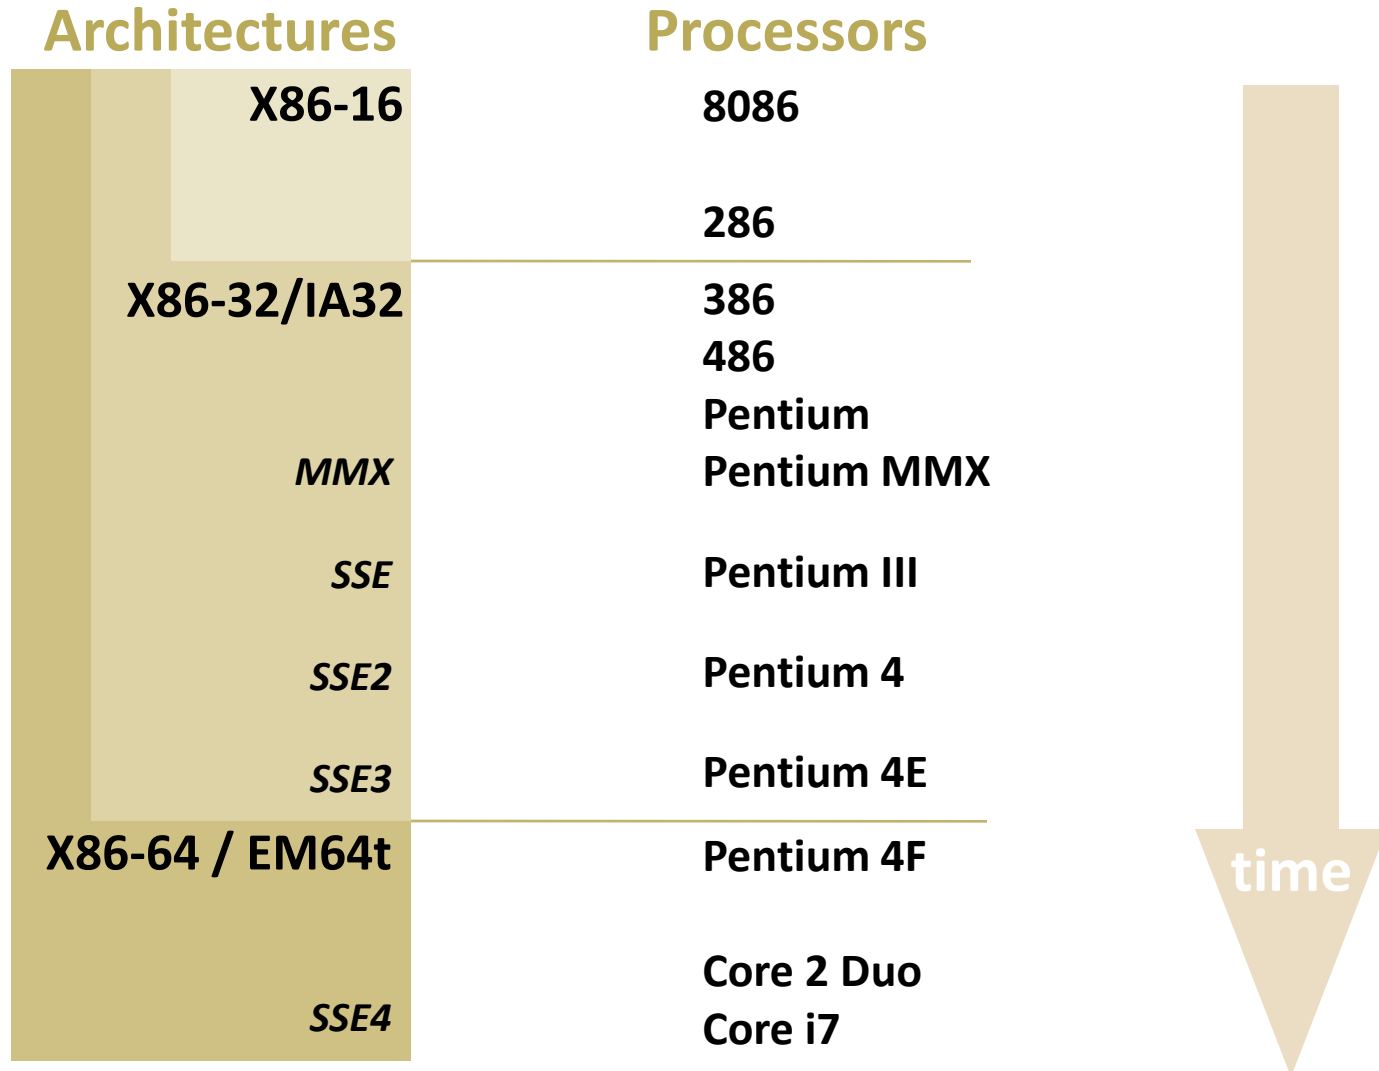 Architectures Processors
X86-16 8086
286
X86-32/IA32 386
486
Pentium
MMX Pentium MMX
SSE Pentium III
SSE2 Pentium 4
SSE3 Pentium 4E
X86-64 / EM64t Pentium 4F
time
Core 2 Duo
SSE4 Core i7